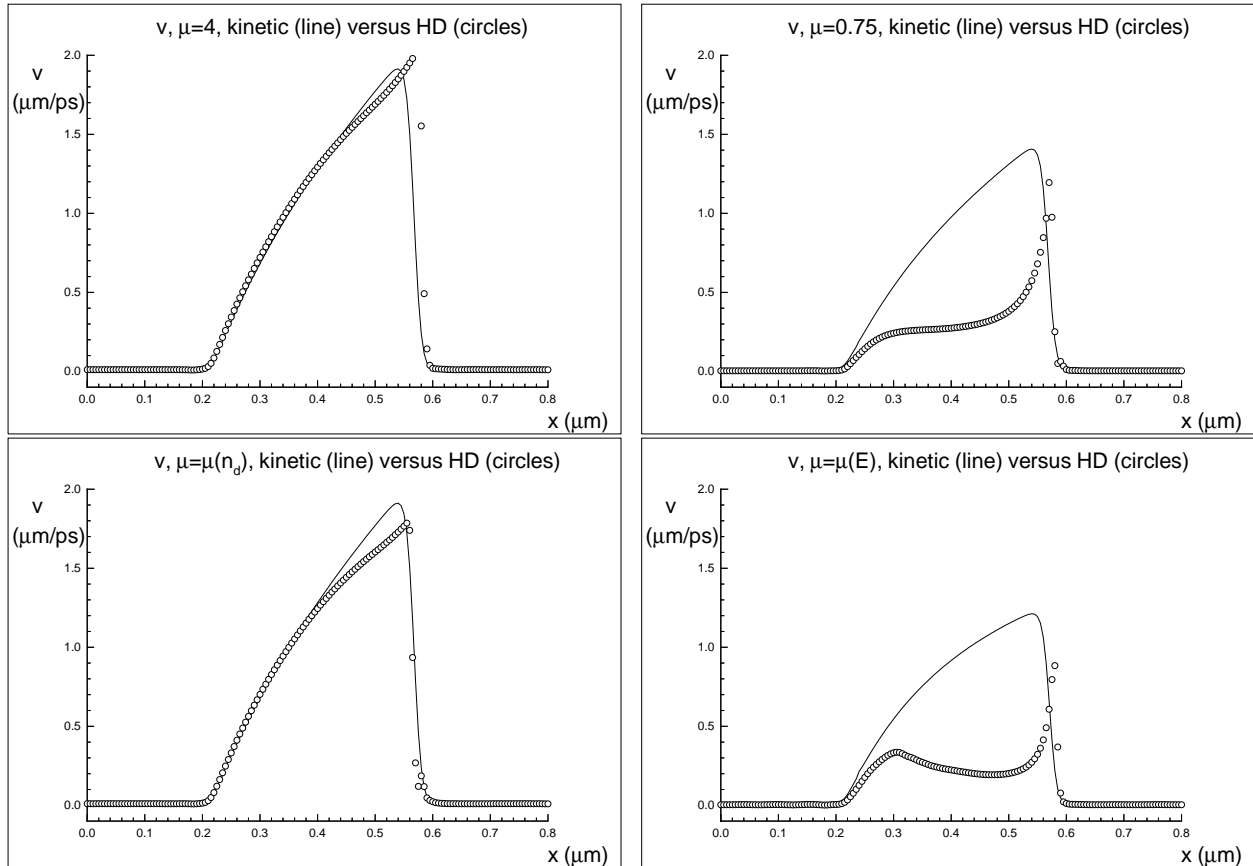 v, μ=4, kinetic (line) versus HD (circles)
v
(μm/ps)
2.0
1.5
1.0
0.5
0.0
0.0 0.1 0.2 0.3 0.4 0.5 0.6 0.7 0.8
x (μm)
v, μ=0.75, kinetic (line) versus HD (circles)
v
(μm/ps)
2.0
1.5
1.0
0.5
0.0
0.0 0.1 0.2 0.3 0.4 0.5 0.6 0.7 0.8
x (μm)
v, μ=μ(n_d), kinetic (line) versus HD (circles)
v
(μm/ps)
2.0
1.5
1.0
0.5
0.0
0.0 0.1 0.2 0.3 0.4 0.5 0.6 0.7 0.8
x (μm)
v, μ=μ(E), kinetic (line) versus HD (circles)
v
(μm/ps)
2.0
1.5
1.0
0.5
0.0
0.0 0.1 0.2 0.3 0.4 0.5 0.6 0.7 0.8
x (μm)